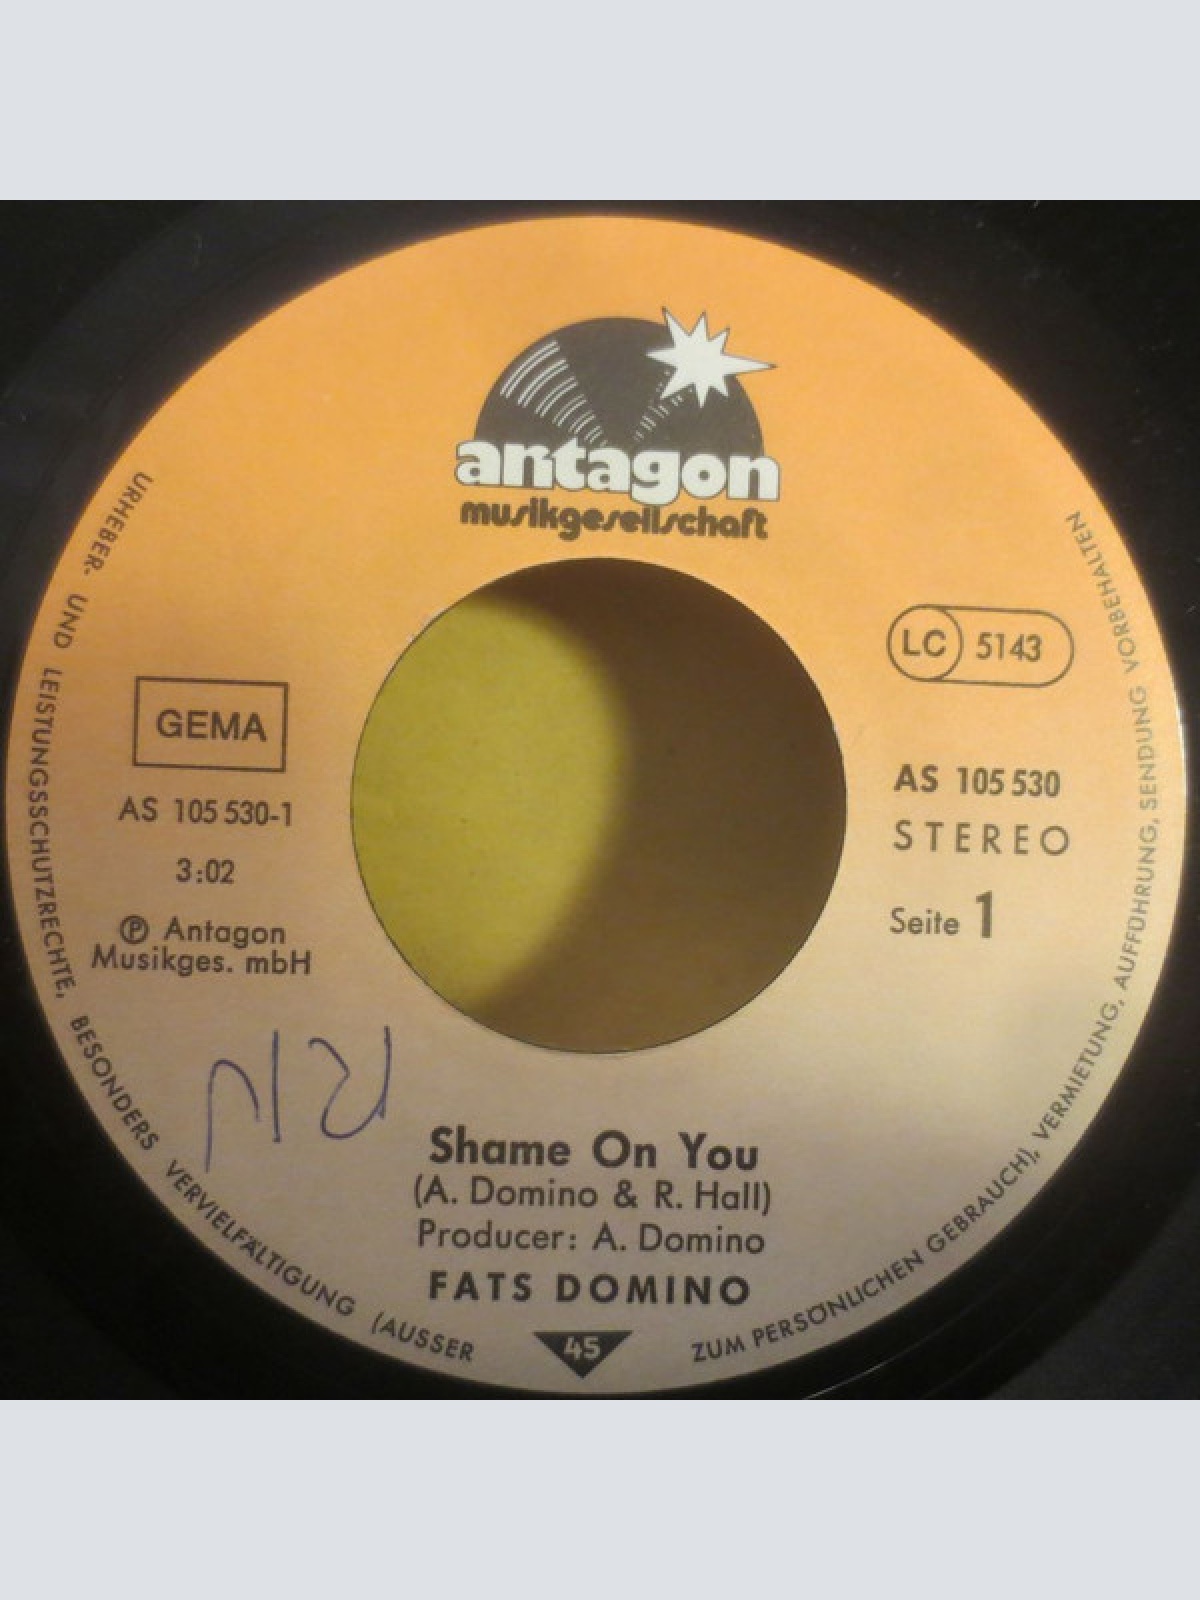 antagon
musikgesellschaft
LC 5143
GEMA
AS 105 530-1
3:02
℗ Antagon
Musikges. mbH
AS 105 530
STEREO
Seite 1
Shame On You
(A. Domino & R. Hall)
Producer: A. Domino
FATS DOMINO
45
URHEBER- UND LEISTUNGSSCHUTZRECHTE, BESONDERS VERVIELFÄLTIGUNG (AUSSER ZUM PERSÖNLICHEN GEBRAUCH), VERMIETUNG, AUFFÜHRUNG, SENDUNG VORBEHALTEN